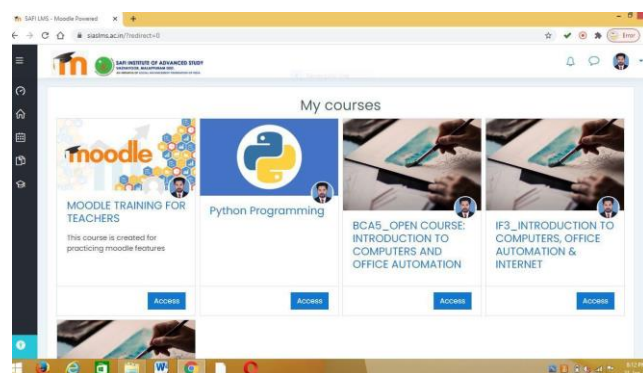 SAFI LMS - Moodle Powered
siaslms.ac.in/?redirect=0
Error
SAFI INSTITUTE OF ADVANCED STUDY
My courses
moodle
MOODLE TRAINING FOR
TEACHERS
This course is created for
practicing moodle features
Access
Python Programming
Access
BCA5_OPEN COURSE:
INTRODUCTION TO
COMPUTERS AND
OFFICE AUTOMATION
Access
IF3_INTRODUCTION TO
COMPUTERS, OFFICE
AUTOMATION &
INTERNET
Access